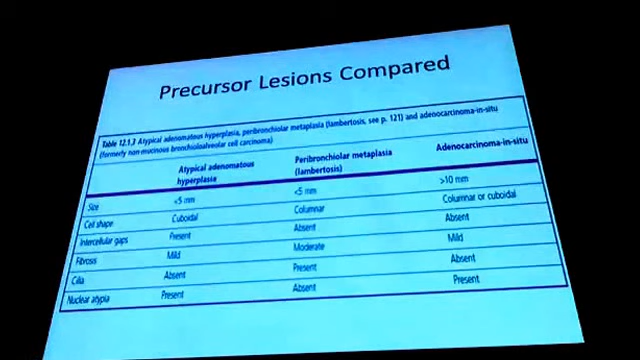 Precursor Lesions Compared
Table 12.1.3 Atypical adenomatous hyperplasia, peribronchiolar metaplasia (lambertosis, see p. 121) and adenocarcinoma-in-situ
(formerly non-mucinous bronchioloalveolar cell carcinoma)
Atypical adenomatous hyperplasia Peribronchiolar metaplasia (lambertosis) Adenocarcinoma-in-situ
Size <5 mm <5 mm >10 mm
Cell shape Cuboidal Columnar Columnar or cuboidal
Intercellular gaps Present Absent Absent
Fibrosis Mild Moderate Mild
Cilia Absent Present Absent
Nuclear atypia Present Absent Present